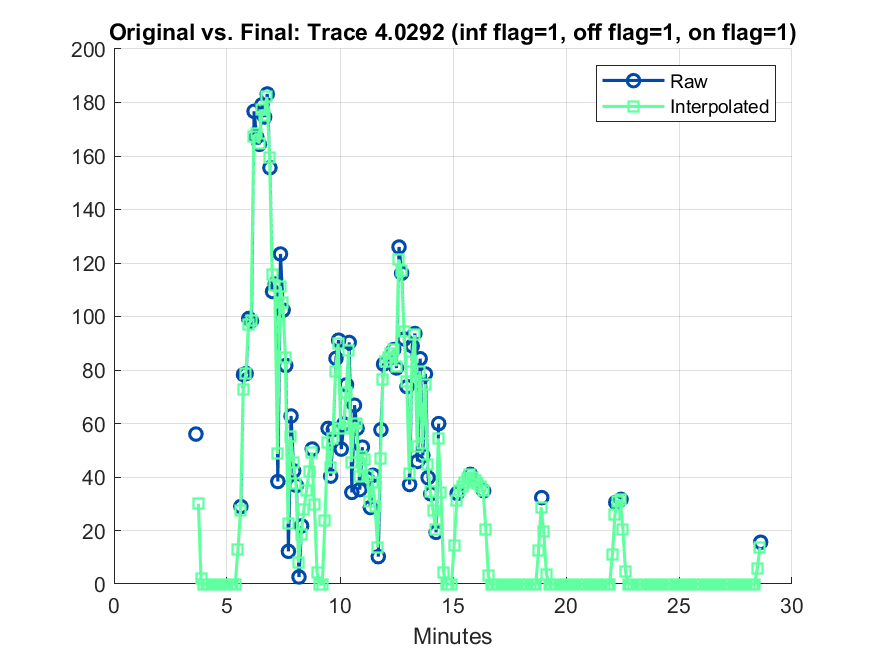 Original vs. Final: Trace 4.0292 (inf flag=1, off flag=1, on flag=1)
200
180
160
140
120
100
80
60
40
20
0
Raw
Interpolated
0 5 10 15 20 25 30
Minutes